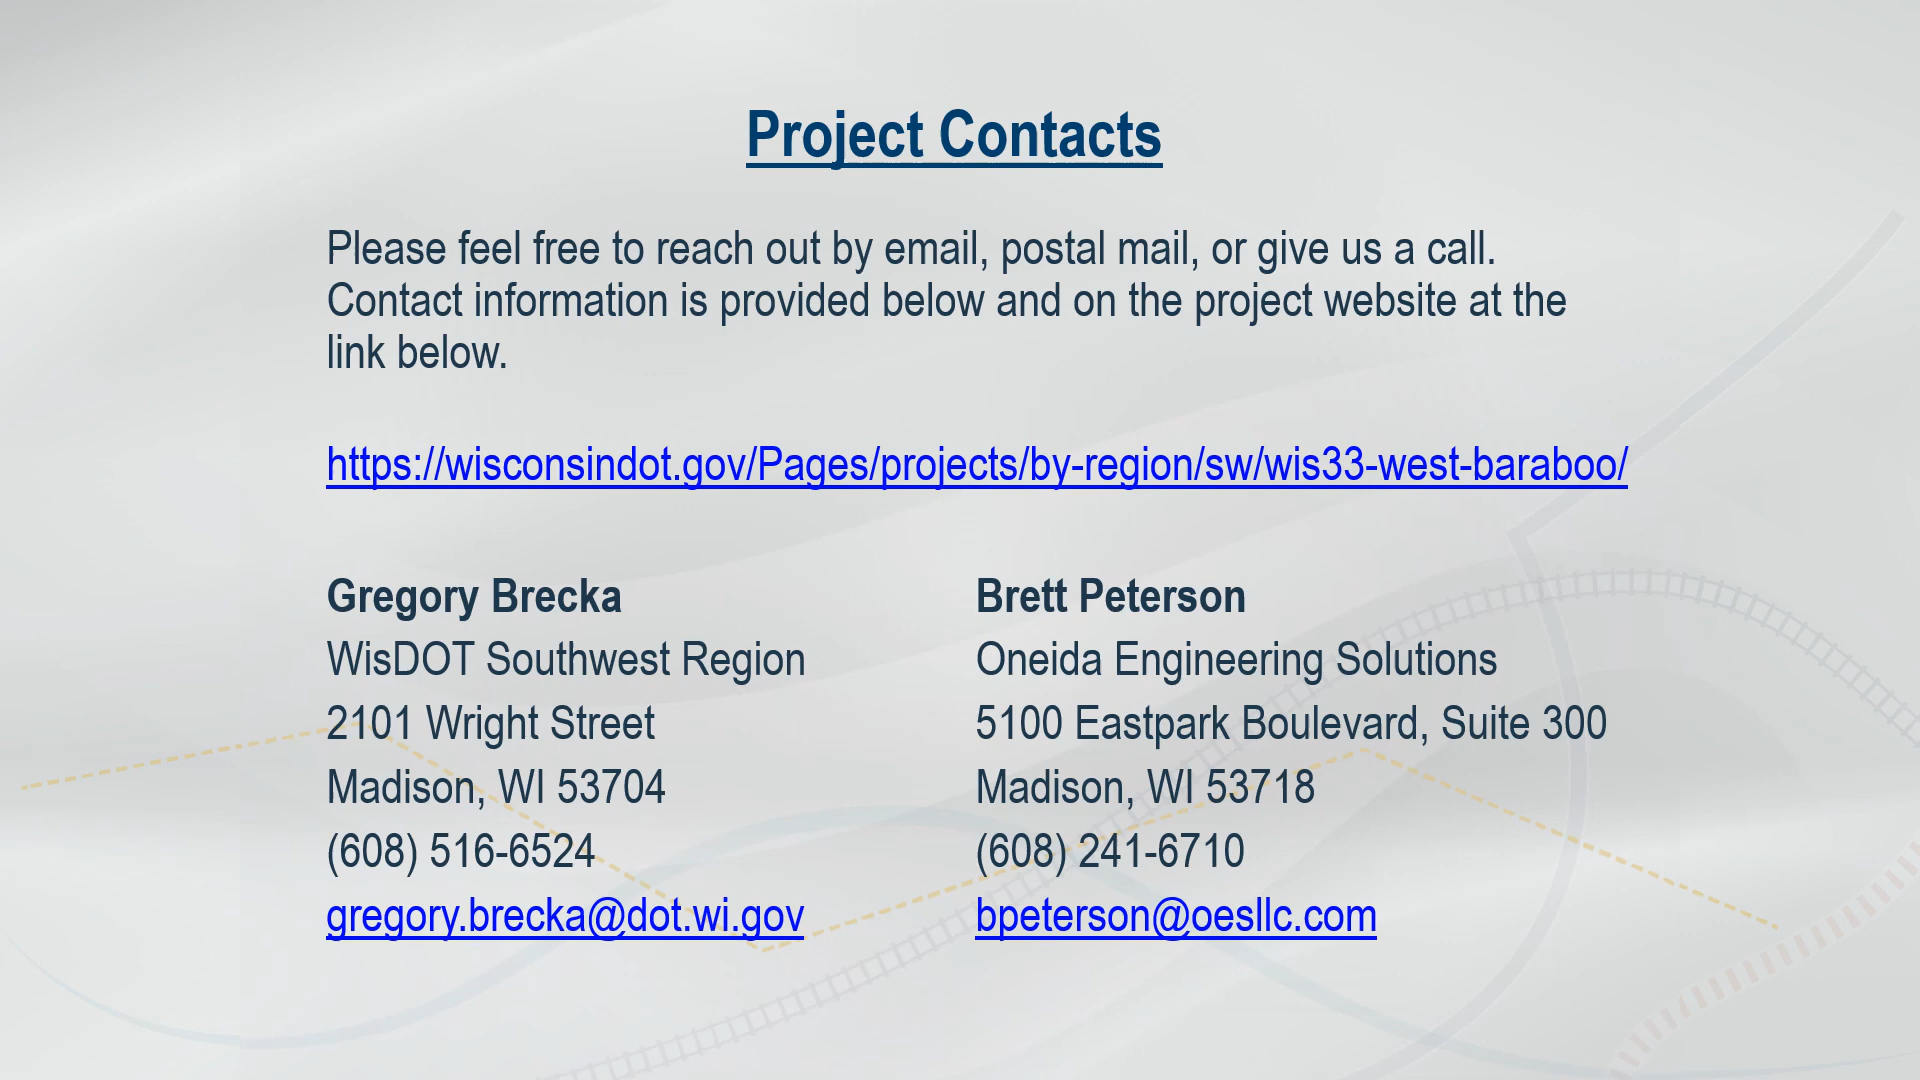 Project Contacts
Please feel free to reach out by email, postal mail, or give us a call.
Contact information is provided below and on the project website at the
link below.
https://wisconsindot.gov/Pages/projects/by-region/sw/wis33-west-baraboo/
Gregory Brecka
WisDOT Southwest Region
2101 Wright Street
Madison, WI 53704
(608) 516-6524
gregory.brecka@dot.wi.gov
Brett Peterson
Oneida Engineering Solutions
5100 Eastpark Boulevard, Suite 300
Madison, WI 53718
(608) 241-6710
bpeterson@oesllc.com